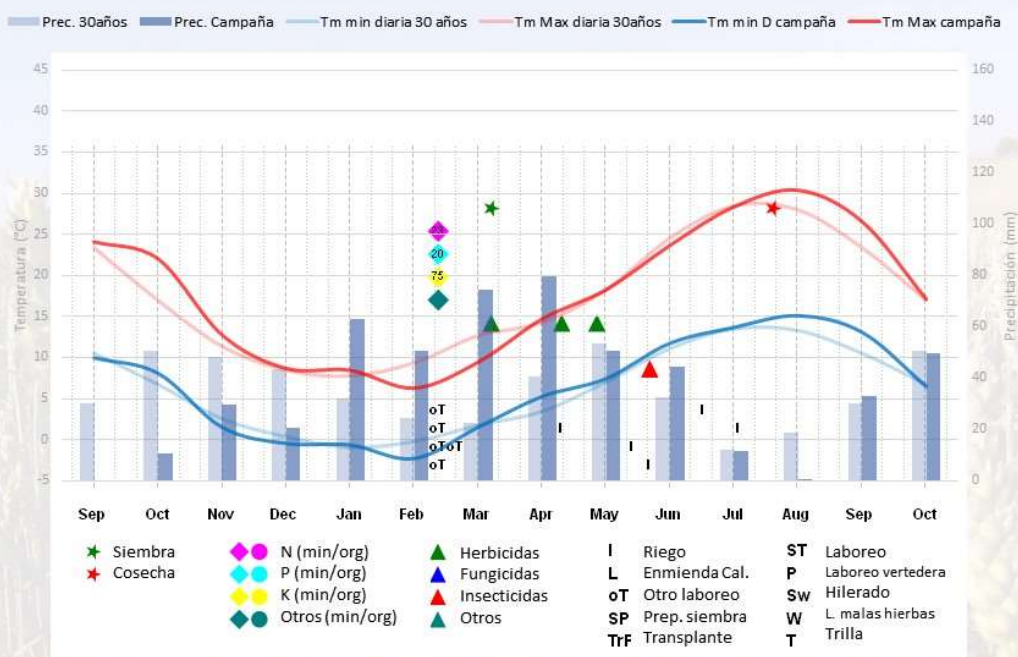 Prec. 30años Prec. Campaña Tm min diaria 30 años Tm Max diaria 30años Tm min D campaña Tm Max campaña
45 160
40 140
35
30 120
25 100
20 80
15 60
10
5 40
0 20
-5 0
Temperatura (°C)
Precipitación (mm)
20
75
oT I
oT I I
oToT I
oT I
Sep Oct Nov Dec Jan Feb Mar Apr May Jun Jul Aug Sep Oct
Siembra N (min/org) Herbicidas I Riego ST Laboreo
Cosecha P (min/org) Fungicidas L Enmienda Cal. P Laboreo vertedera
K (min/org) Insecticidas oT Otro laboreo Sw Hilerado
Otros (min/org) Otros SP Prep. siembra W L. malas hierbas
TrF Transplante T Trilla